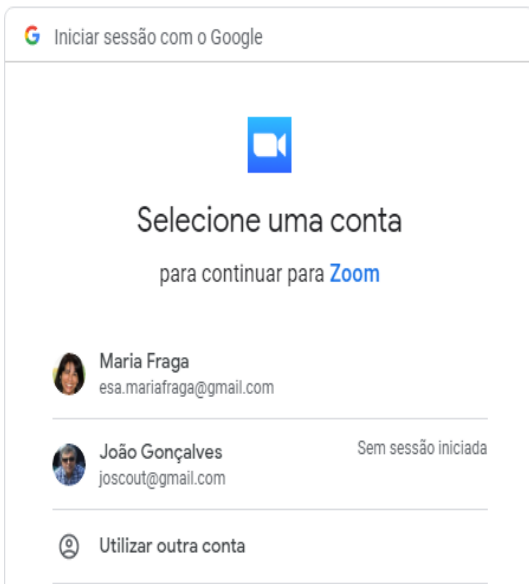 Iniciar sessão com o Google
Selecione uma conta
para continuar para Zoom
Maria Fraga
esa.mariafraga@gmail.com
João Gonçalves
Sem sessão iniciada
joscout@gmail.com
Utilizar outra conta